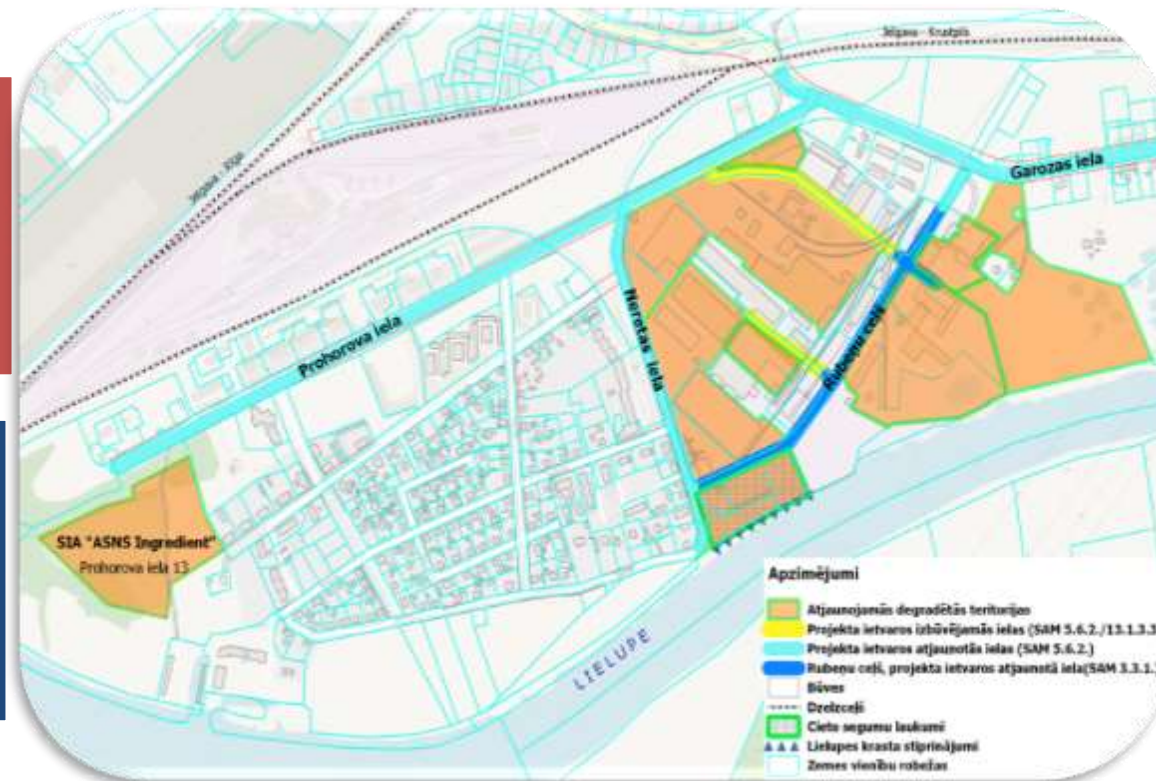 Jelgava - Krustpils
Jelgava - Rīga
Garozas iela
Prohorova iela
Neretas iela
Rubeņu ceļš
SIA "ASNS Ingredient"
Prohorova iela 13
LIELUPE
Apzīmējumi
Atjaunojamās degradētās teritorijas
Projekta ietvaros izbūvējamās ielas (SAM 5.6.2./13.1.3.3
Projekta ietvaros atjaunotās ielas (SAM 5.6.2.)
Rubeņu ceļš, projekta ietvaros atjaunotā iela(SAM 3.3.1.)
Būves
Dzelzceļi
Cieto segumu laukumi
Lielupes krasta stiprinājumi
Zemes vienību robežas